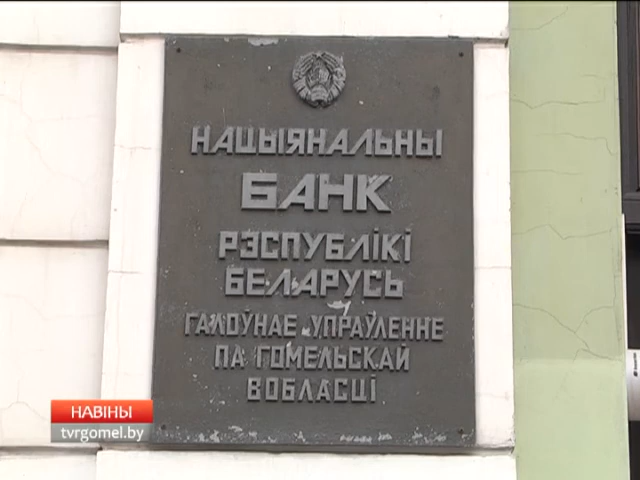 НАЦЫЯНАЛЬНЫ
БАНК
РЭСПУБЛІКІ
БЕЛАРУСЬ
ГАЛОЎНАЕ УПРАЎЛЕННЕ
ПА ГОМЕЛЬСКАЙ
ВОБЛАСЦІ
НАВІНЫ
tvrgomel.by